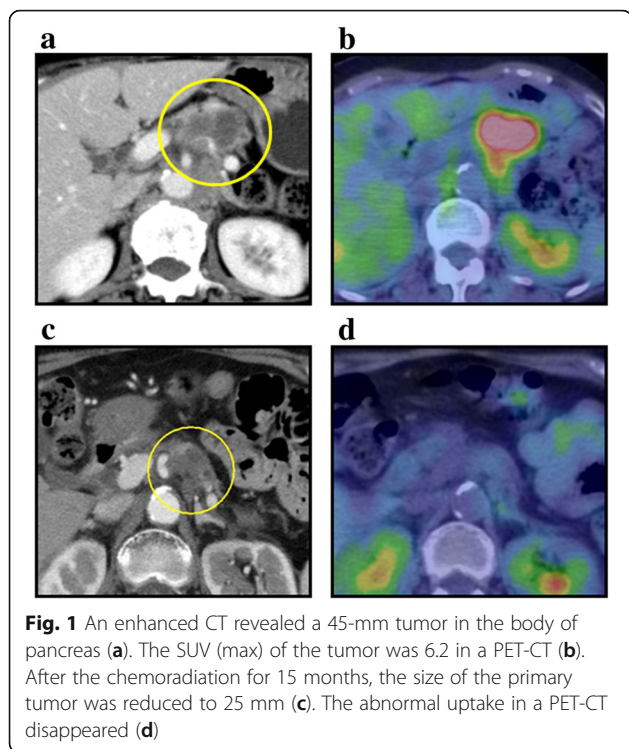 a
b
c
d
Fig. 1 An enhanced CT revealed a 45-mm tumor in the body of
pancreas (a). The SUV (max) of the tumor was 6.2 in a PET-CT (b).
After the chemoradiation for 15 months, the size of the primary
tumor was reduced to 25 mm (c). The abnormal uptake in a PET-CT
disappeared (d)